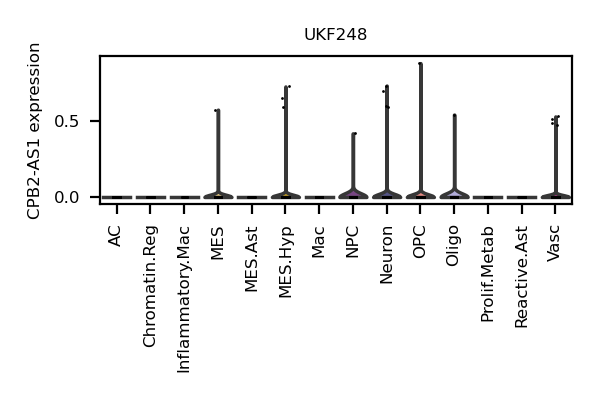 UKF248
CPB2-AS1 expression
0.5
0.0
AC
Chromatin.Reg
Inflammatory.Mac
MES
MES.Ast
MES.Hyp
Mac
NPC
Neuron
OPC
Oligo
Prolif.Metab
Reactive.Ast
Vasc